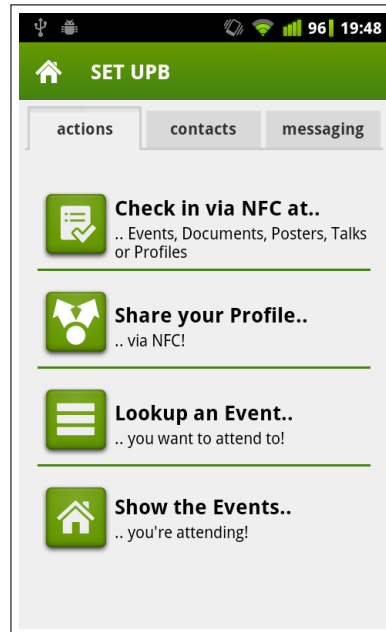 96 19:48
SET UPB
actions contacts messaging
Check in via NFC at..
.. Events, Documents, Posters, Talks
or Profiles
Share your Profile..
.. via NFC!
Lookup an Event..
.. you want to attend to!
Show the Events..
.. you're attending!